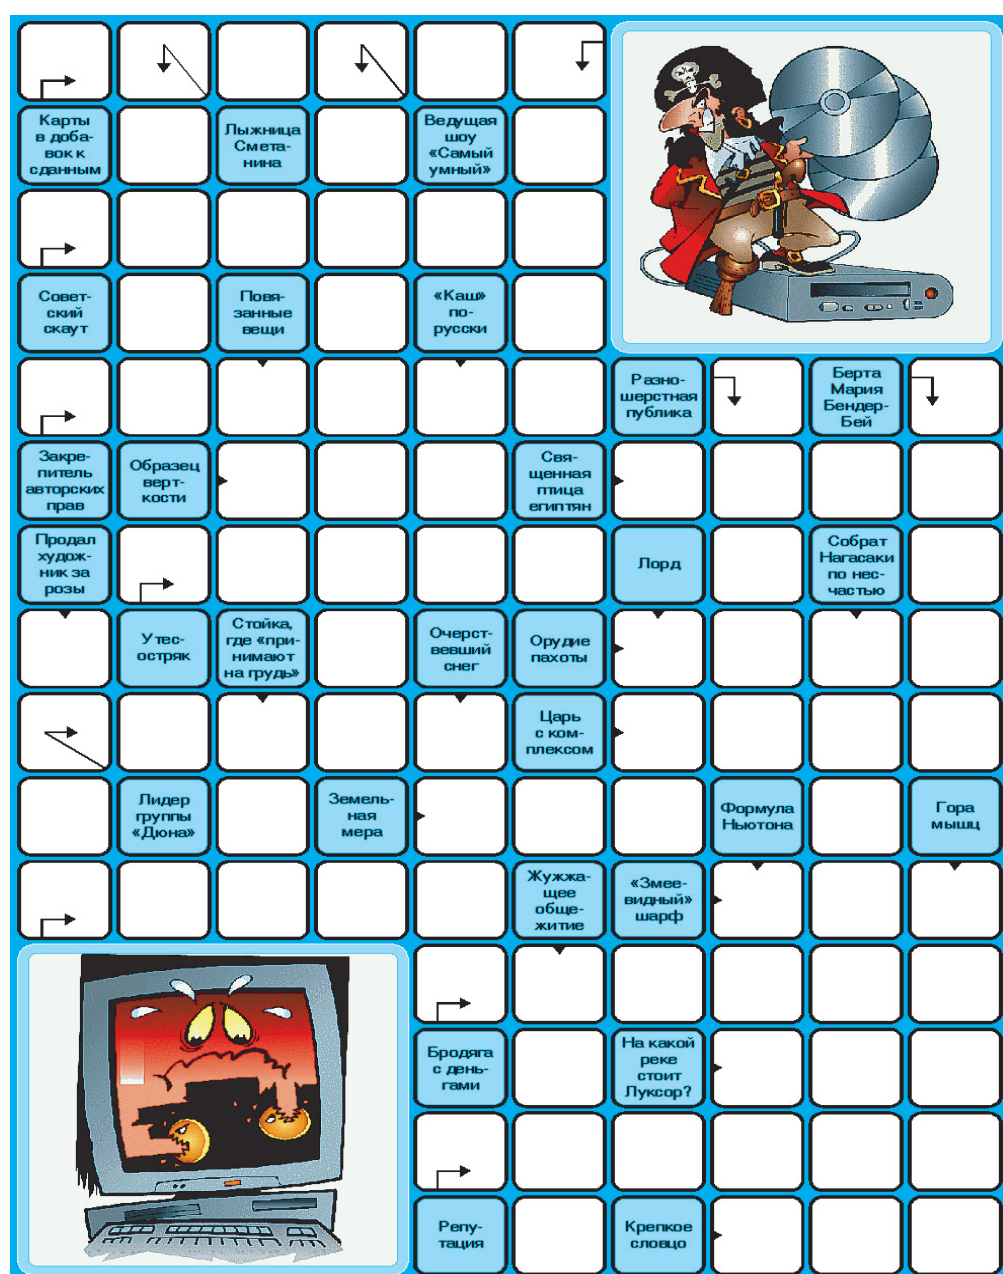 Карты
в доба-
вок к
сданным
Лыжница
Смета-
нина
Ведущая
шоу
«Самый
умный»
Совет-
ский
скаут
Повя-
занные
вещи
«Каш»
по-
русски
Разно-
шерстная
публика
Берта
Мария
Бендер-
Бей
Закре-
питель
авторских
прав
Образец
верт-
кости
Свя-
щенная
птица
египтян
Продал
худож-
ник за
розы
Лорд
Собрат
Нагасаки
по нес-
частью
Утес-
остряк
Стойка,
где «при-
нимают
на грудь»
Очерст-
вевший
снег
Орудие
пахоты
Царь
с ком-
плексом
Лидер
группы
«Дюна»
Земель-
ная
мера
Формула
Ньютона
Гора
мышц
Жужжа-
щее
обще-
житие
«Змее-
видный»
шарф
Бродяга
с день-
гами
На какой
реке
стоит
Луксор?
Репу-
тация
Крепкое
словцо